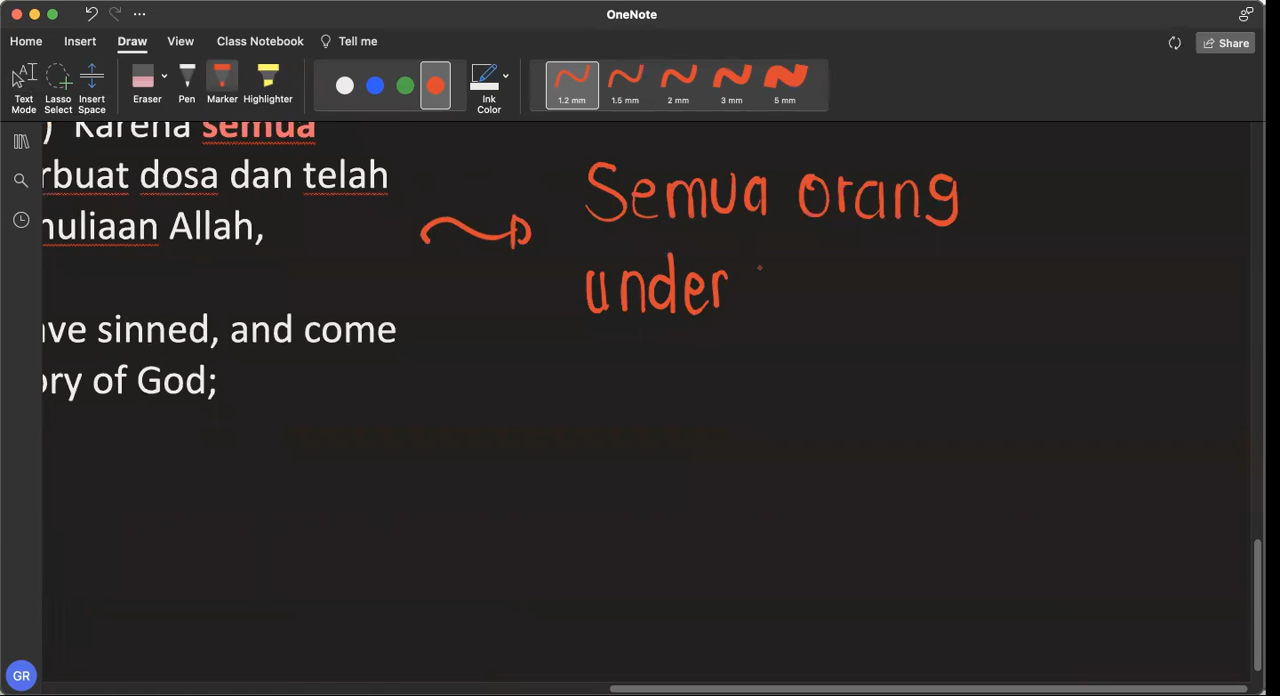 OneNote
Home Insert Draw View Class Notebook Tell me
Share
Text Mode
Lasso Select
Insert Space
Eraser
Pen
Marker
Highlighter
Ink Color
1.2 mm
1.5 mm
2 mm
3 mm
5 mm
) Karena semua
rbuat dosa dan telah
nuliaan Allah,
ve sinned, and come
ory of God;
Semua orang
under
GR